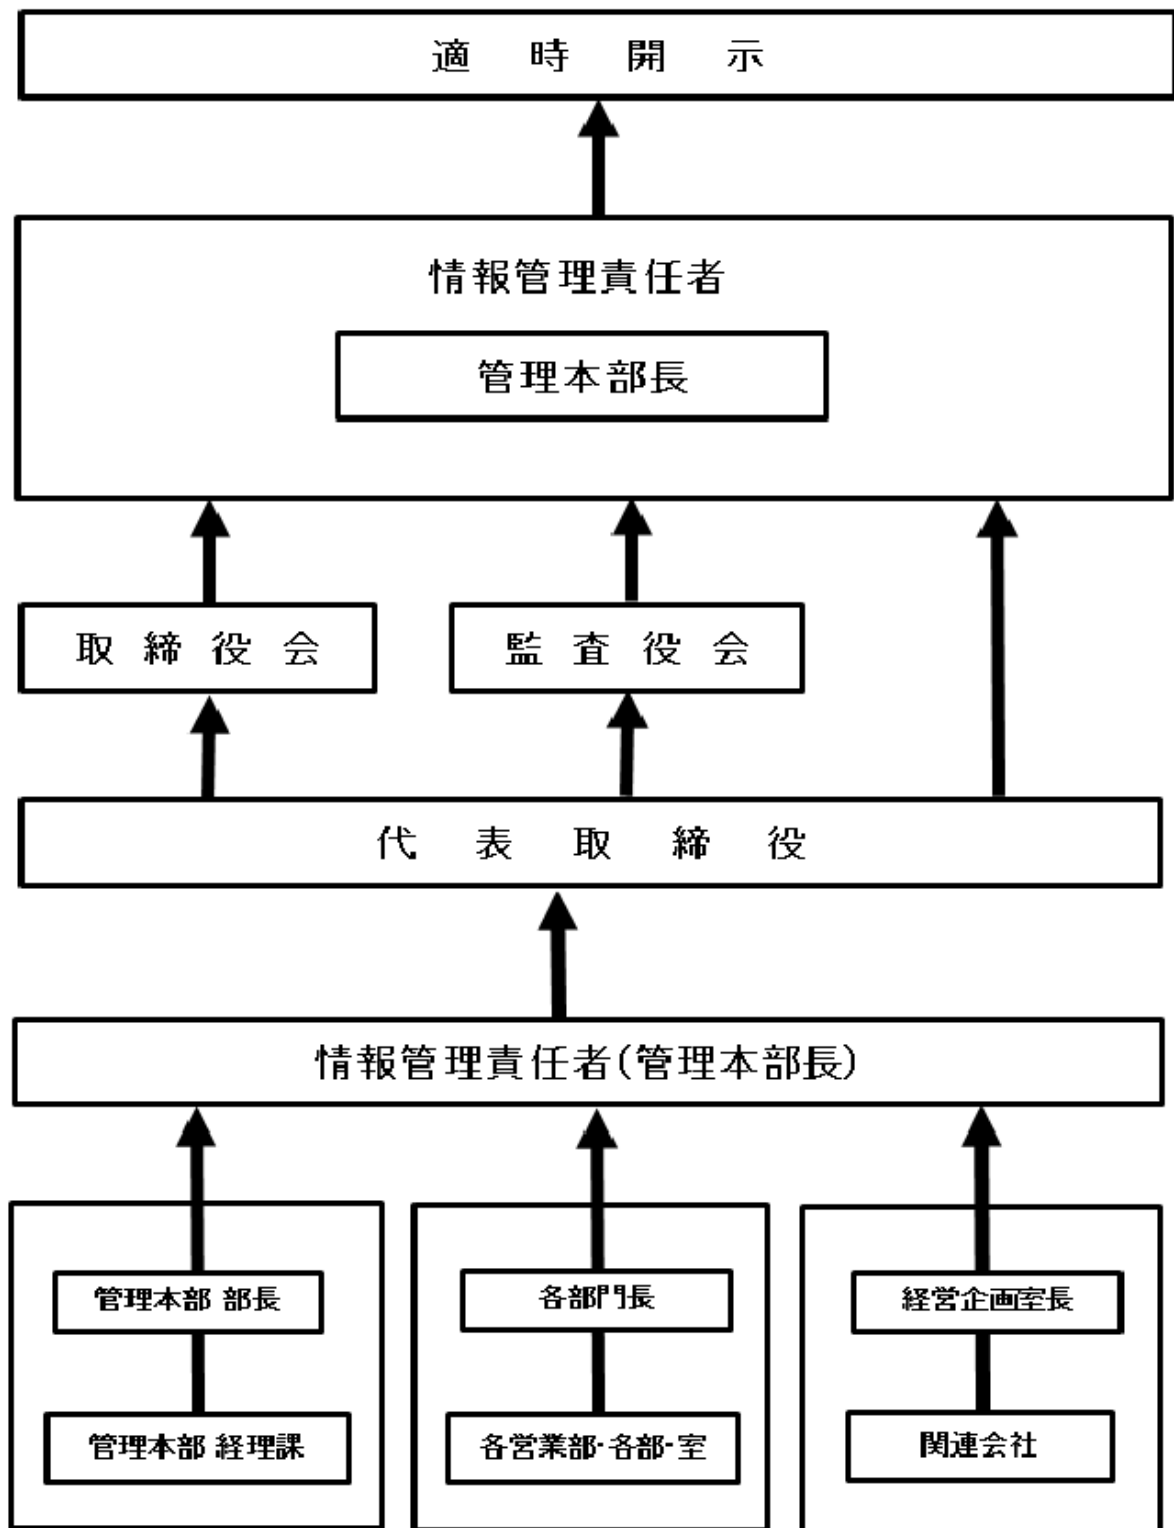 適時開示
情報管理責任者
管理本部長
取締役会
監査役会
代表取締役
情報管理責任者(管理本部長)
管理本部 部長
各部門長
経営企画室長
管理本部 経理課
各営業部・各部・室
関連会社